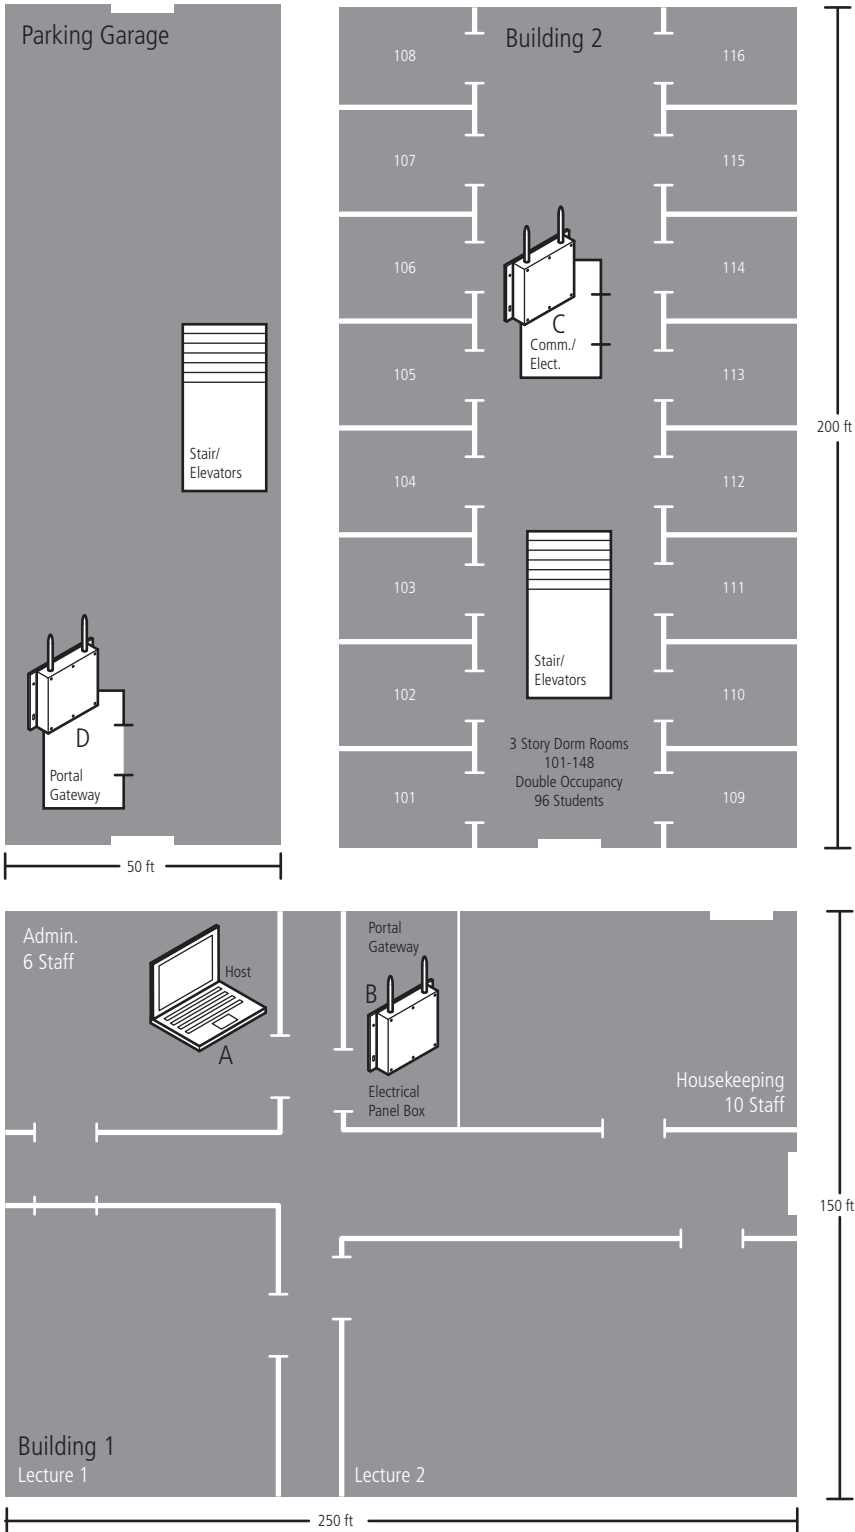 Parking Garage
Stair/
Elevators
D
Portal
Gateway
50 ft
Building 2
108
107
106
105
104
103
102
101
116
115
114
113
112
111
110
109
C
Comm./
Elect.
Stair/
Elevators
3 Story Dorm Rooms
101-148
Double Occupancy
96 Students
200 ft
Admin.
6 Staff
Host
A
Portal
Gateway
B
Electrical
Panel Box
Housekeeping
10 Staff
150 ft
Building 1
Lecture 1
Lecture 2
250 ft